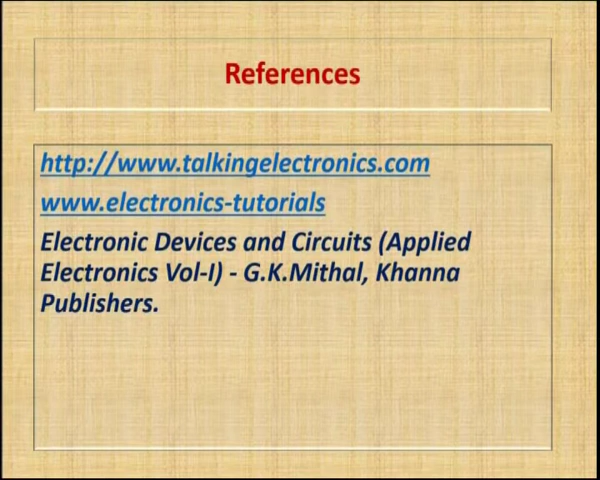 References
http://www.talkingelectronics.com
www.electronics-tutorials
Electronic Devices and Circuits (Applied
Electronics Vol-I) - G.K.Mithal, Khanna
Publishers.